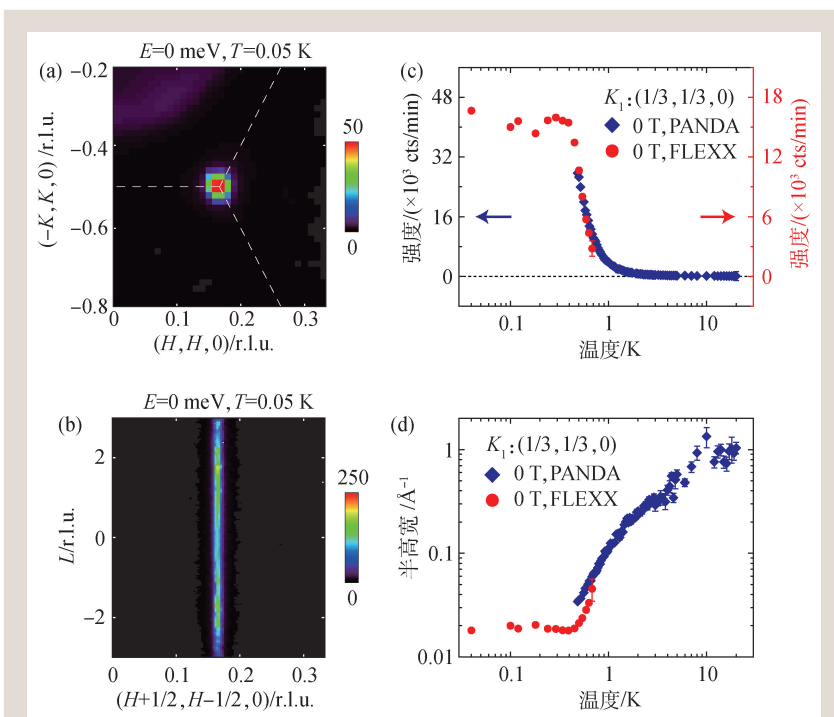 (a)
E=0 meV, T=0.05 K
(-K, K, 0) /r.l.u.
−0.2
−0.4
−0.6
−0.8
0 0.1 0.2 0.3
(H, H, 0)/r.l.u.
50
0
(b)
E=0 meV, T=0.05 K
L/r.l.u.
2
0
−2
0 0.1 0.2 0.3
(H+1/2, H−1/2, 0)/r.l.u.
250
0
(c)
强度/(×10³ cts/min)
48
32
16
0
K₁: (1/3, 1/3, 0)
0 T, PANDA
0 T, FLEXX
18
12
6
0
强度/(×10³ cts/min)
0.1 1 10
温度/K
(d)
半高宽 /Å⁻¹
1
0.1
0.01
K₁: (1/3, 1/3, 0)
0 T, PANDA
0 T, FLEXX
0.1 1 10
温度/K